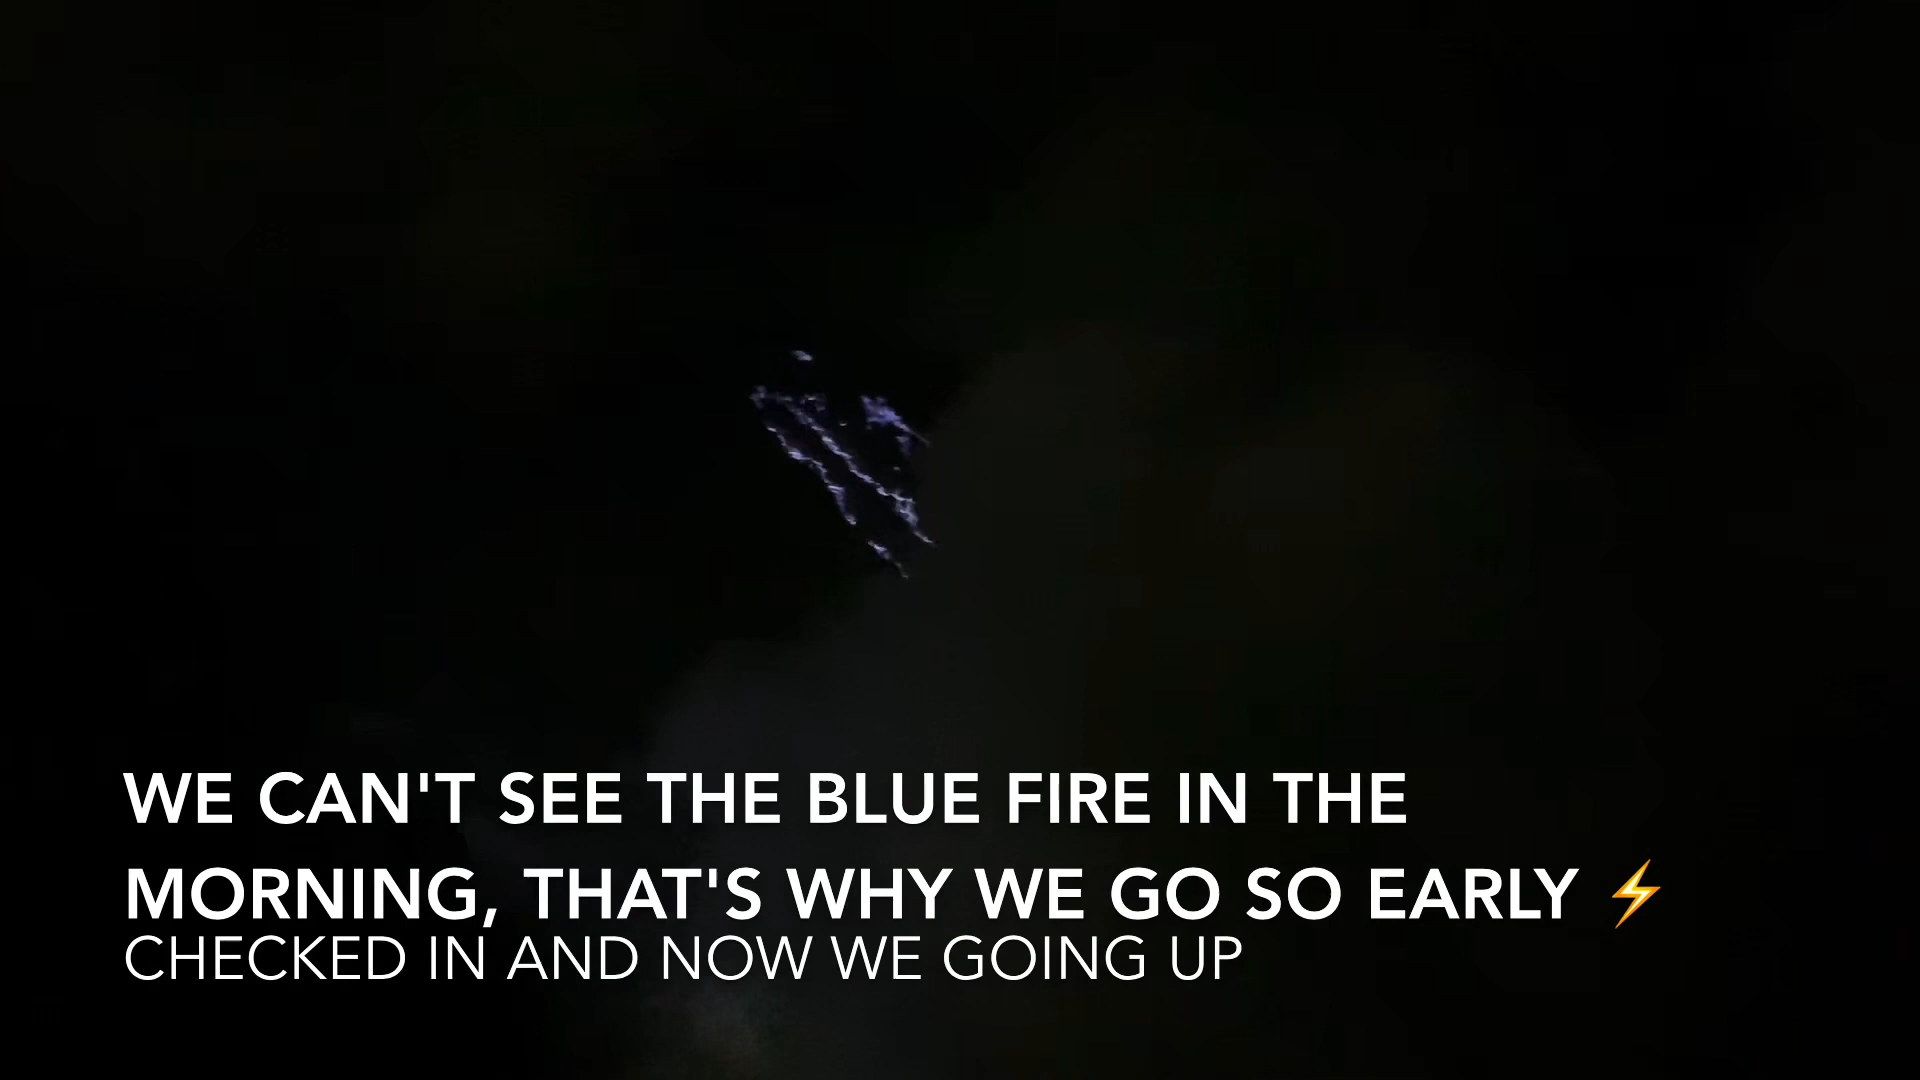 WE CAN'T SEE THE BLUE FIRE IN THE
MORNING, THAT'S WHY WE GO SO EARLY ⚡
CHECKED IN AND NOW WE GOING UP